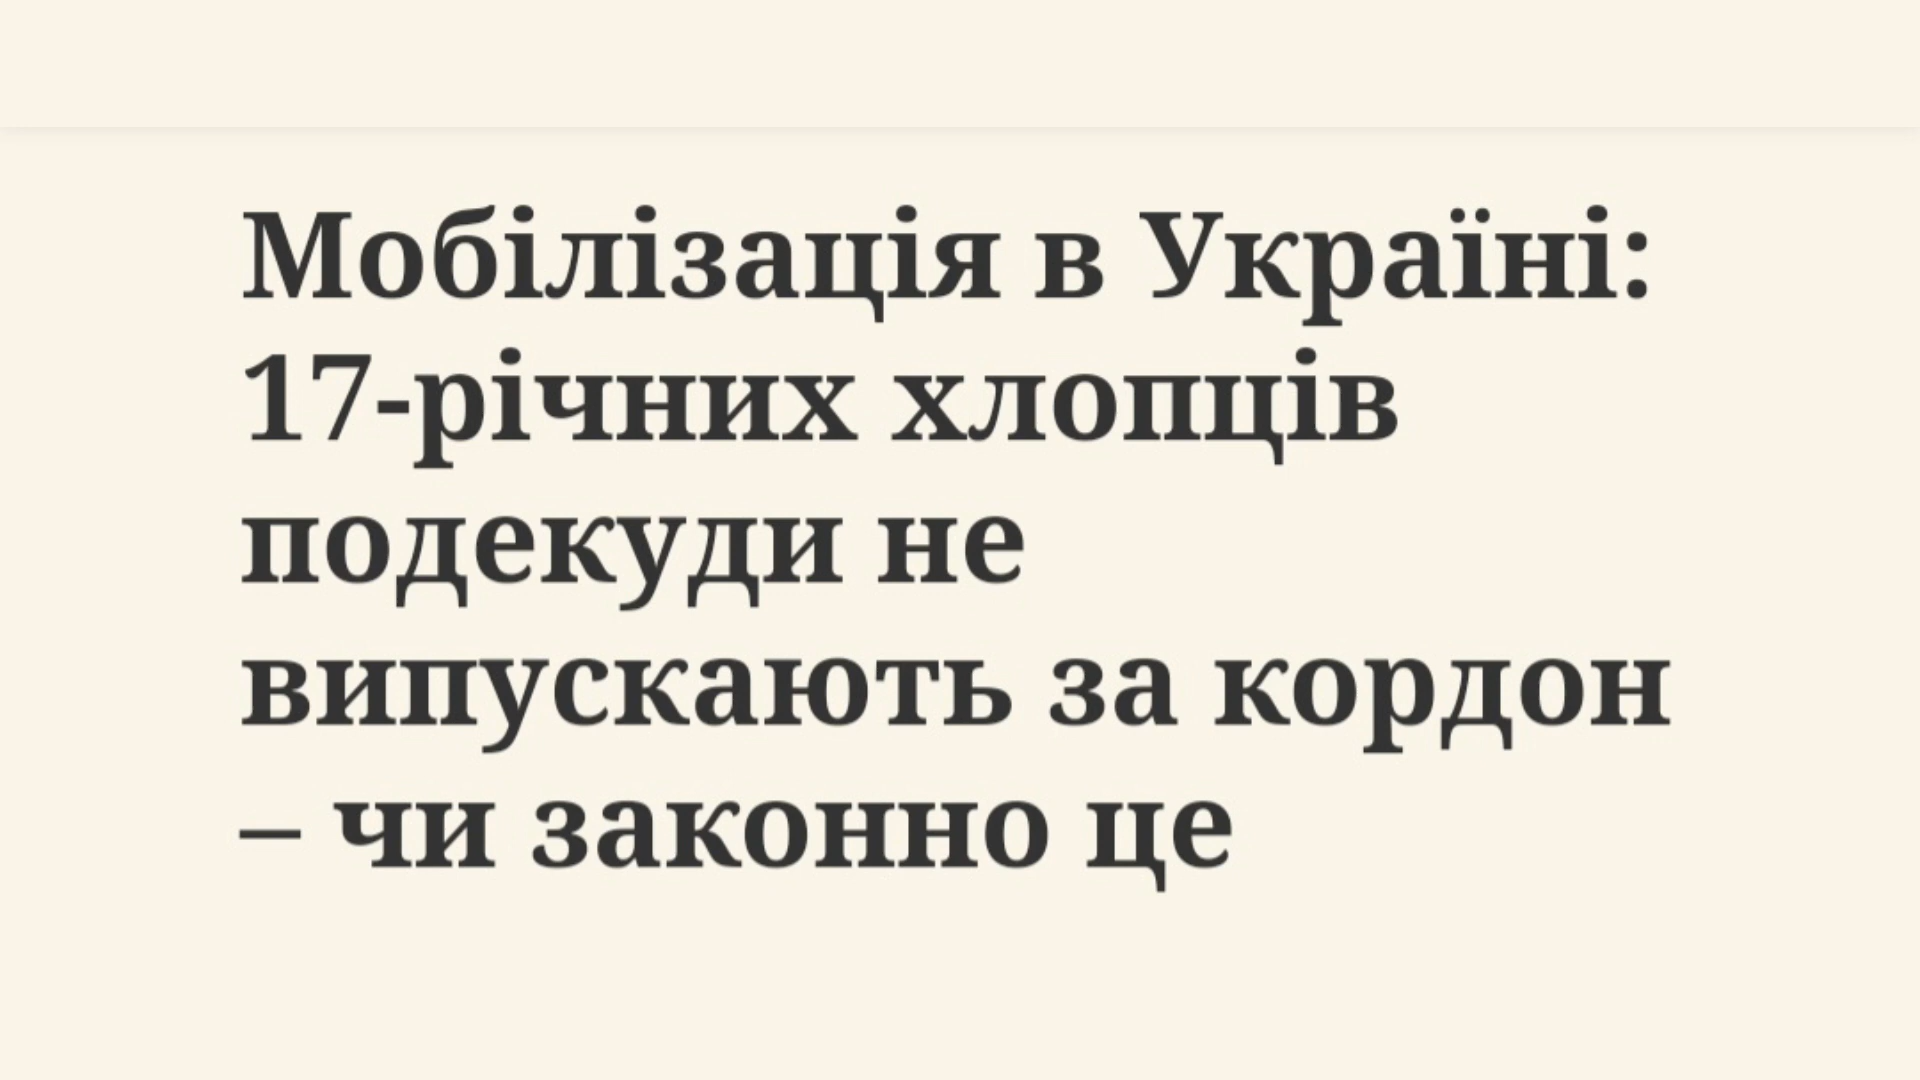 Мобілізація в Україні:
17-річних хлопців
подекуди не
випускають за кордон
– чи законно це